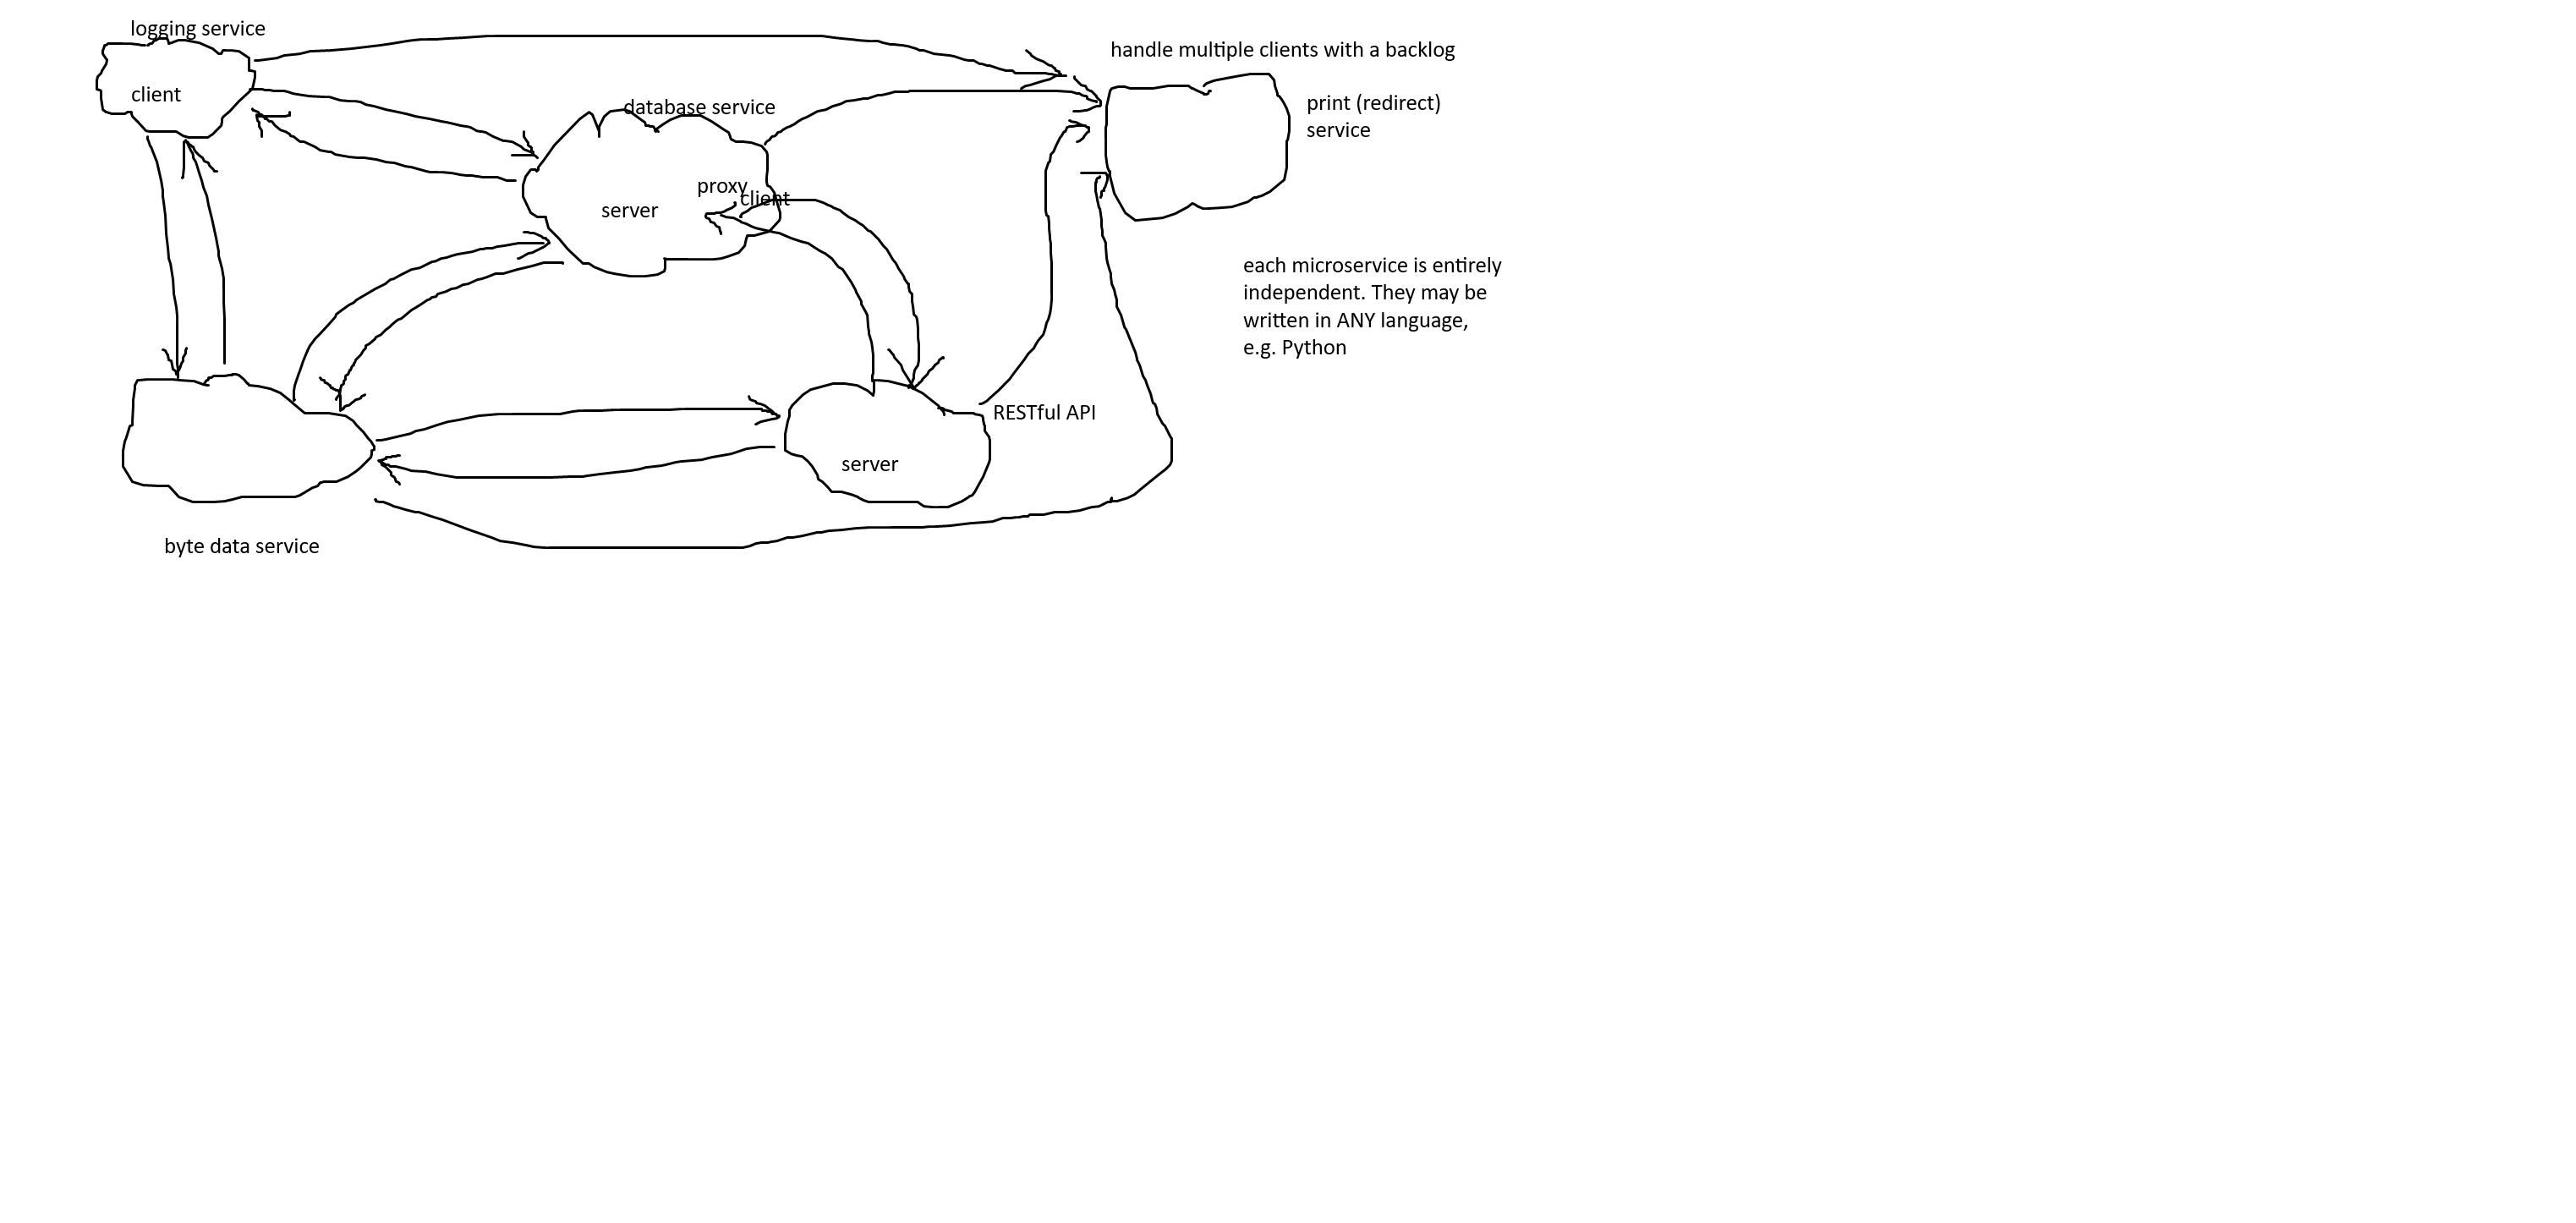 logging service
client
database service
proxy
client
server
handle multiple clients with a backlog
print (redirect)
service
each microservice is entirely
independent. They may be
written in ANY language,
e.g. Python
RESTful API
server
byte data service